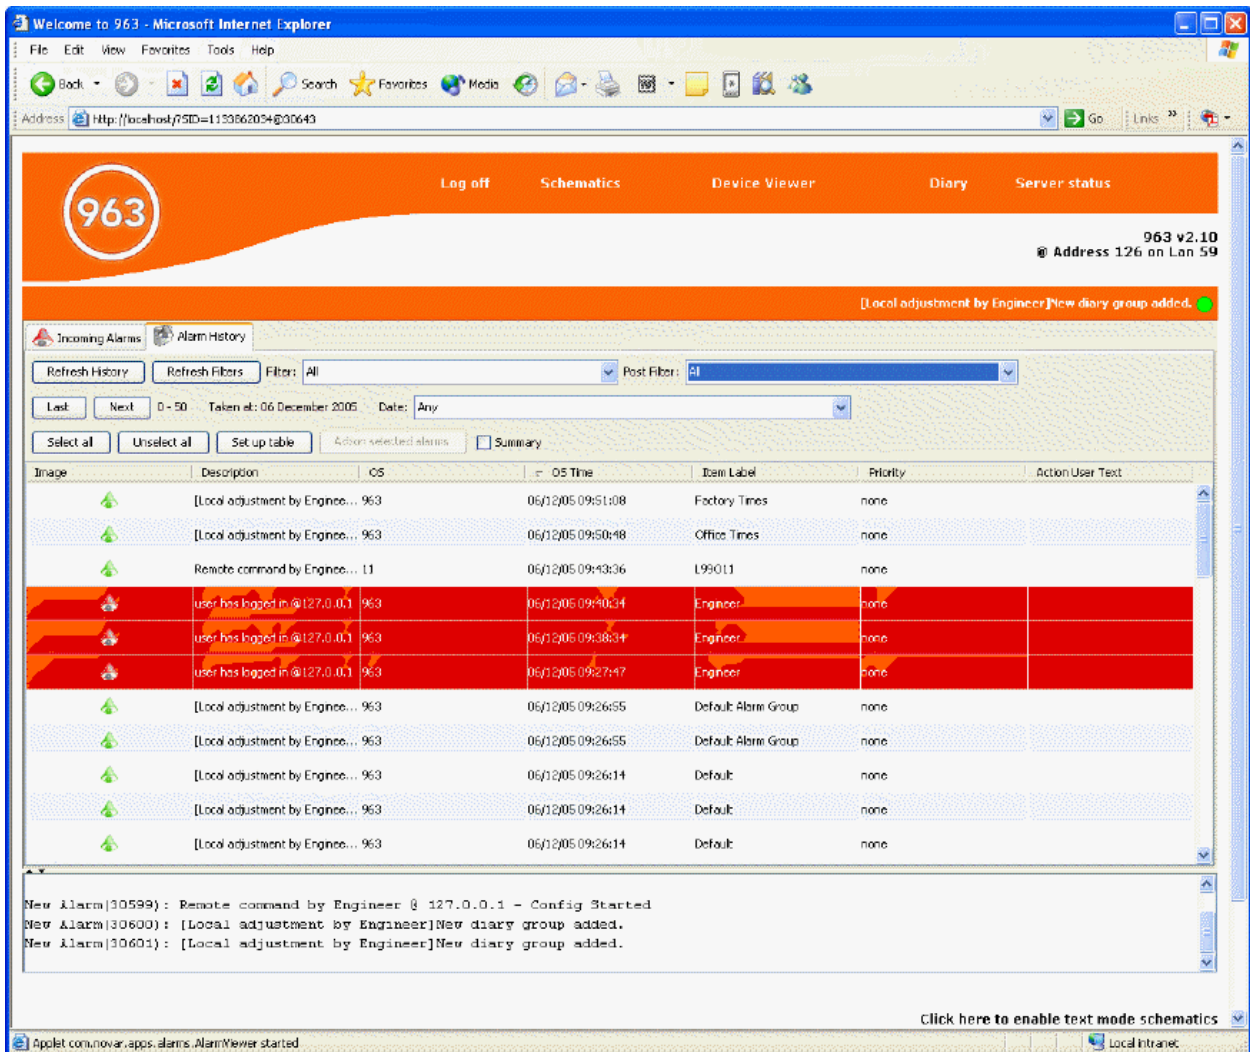 Welcome to 963 - Microsoft Internet Explorer
File Edit View Favorites Tools Help
Back Search Favorites Media
Address http://localhost/?SID=1133862034@30643 Go Links »
963
Log off Schematics Device Viewer Diary Server status
963 v2.10
@ Address 126 on Lan 59
[Local adjustment by Engineer]New diary group added.
Incoming Alarms Alarm History
Refresh History Refresh Filters Filter: All Post Filter: All
Last Next 0 - 50 Taken at: 06 December 2005 Date: Any
Select all Unselect all Set up table Action selected alarms Summary
Image Description OS OS Time Item Label Priority Action User Text
[Local adjustment by Enginee... 963 06/12/05 09:51:08 Factory Times none
[Local adjustment by Enginee... 963 06/12/05 09:50:48 Office Times none
Remote command by Enginee... 11 06/12/05 09:43:36 L99O11 none
user has logged in @127.0.0.1 963 06/12/05 09:40:34 Engineer none
user has logged in @127.0.0.1 963 06/12/05 09:38:34 Engineer none
user has logged in @127.0.0.1 963 06/12/05 09:27:47 Engineer none
[Local adjustment by Enginee... 963 06/12/05 09:26:55 Default Alarm Group none
[Local adjustment by Enginee... 963 06/12/05 09:26:55 Default Alarm Group none
[Local adjustment by Enginee... 963 06/12/05 09:26:14 Default none
[Local adjustment by Enginee... 963 06/12/05 09:26:14 Default none
[Local adjustment by Enginee... 963 06/12/05 09:26:14 Default none
New Alarm|30599): Remote command by Engineer @ 127.0.0.1 - Config Started
New Alarm|30600): [Local adjustment by Engineer]New diary group added.
New Alarm|30601): [Local adjustment by Engineer]New diary group added.
Click here to enable text mode schematics
Applet com.novar.apps.alarms.AlarmViewer started Local intranet